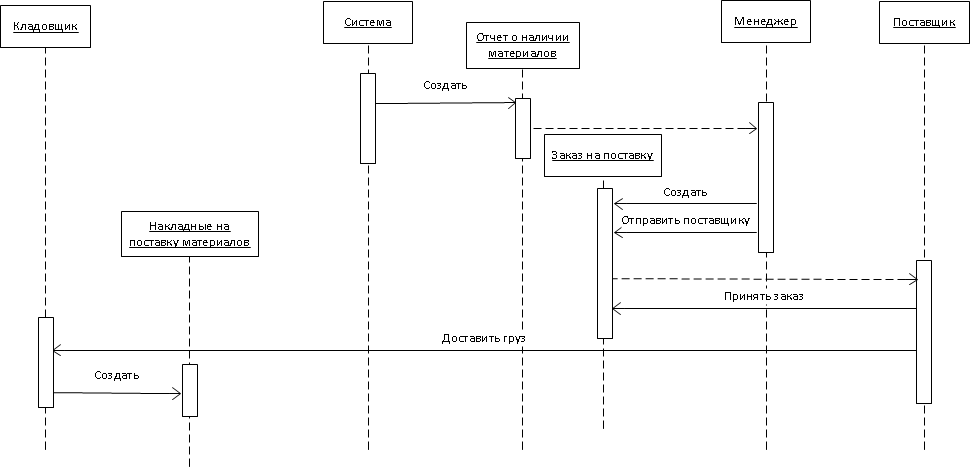 Кладовщик
Система
Отчет о наличии
материалов
Менеджер
Поставщик
Создать
Заказ на поставку
Создать
Отправить поставщику
Накладные на
поставку материалов
Принять заказ
Доставить груз
Создать